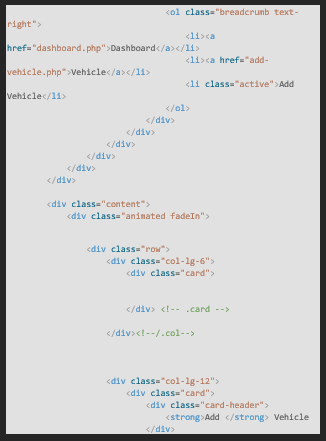 <ol class="breadcrumb text-
right">
<li><a
href="dashboard.php">Dashboard</a></li>
<li><a href="add-
vehicle.php">Vehicle</a></li>
<li class="active">Add
Vehicle</li>
</ol>
</div>
</div>
</div>
</div>
</div>
</div>
<div class="content">
<div class="animated fadeIn">
<div class="row">
<div class="col-lg-6">
<div class="card">
</div> <!-- .card -->
</div><!--/.col-->
<div class="col-lg-12">
<div class="card">
<div class="card-header">
<strong>Add </strong> Vehicle
</div>